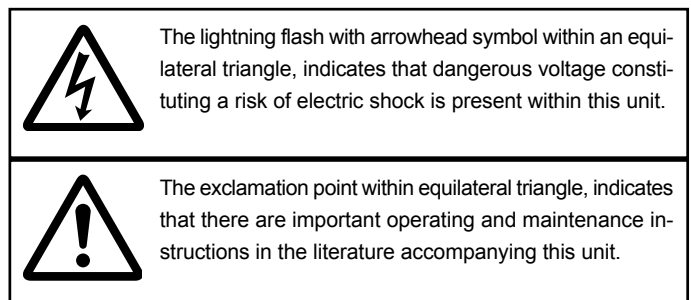 The lightning flash with arrowhead symbol within an equi-
lateral triangle, indicates that dangerous voltage consti-
tuting a risk of electric shock is present within this unit.
The exclamation point within equilateral triangle, indicates
that there are important operating and maintenance in-
structions in the literature accompanying this unit.